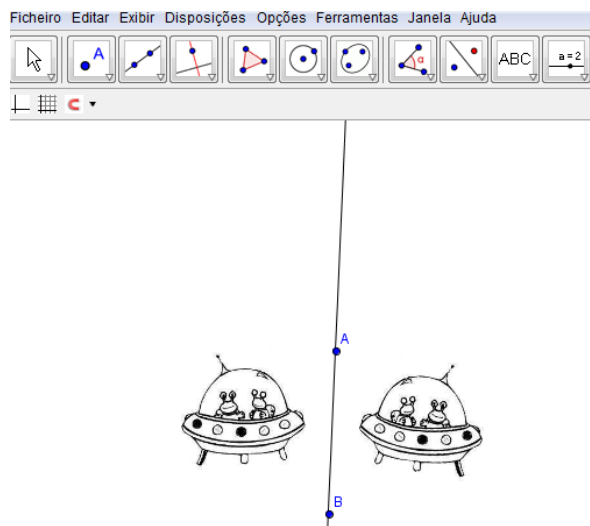 Ficheiro Editar Exibir Disposições Opções Ferramentas Janela Ajuda
A α ABC a=2
A
B